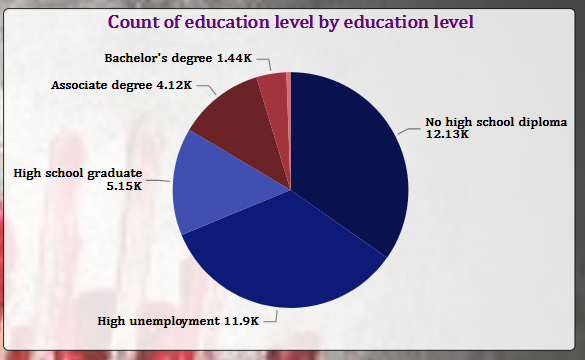 Count of education level by education level
Bachelor's degree 1.44K
Associate degree 4.12K
No high school diploma
12.13K
High school graduate
5.15K
High unemployment 11.9K